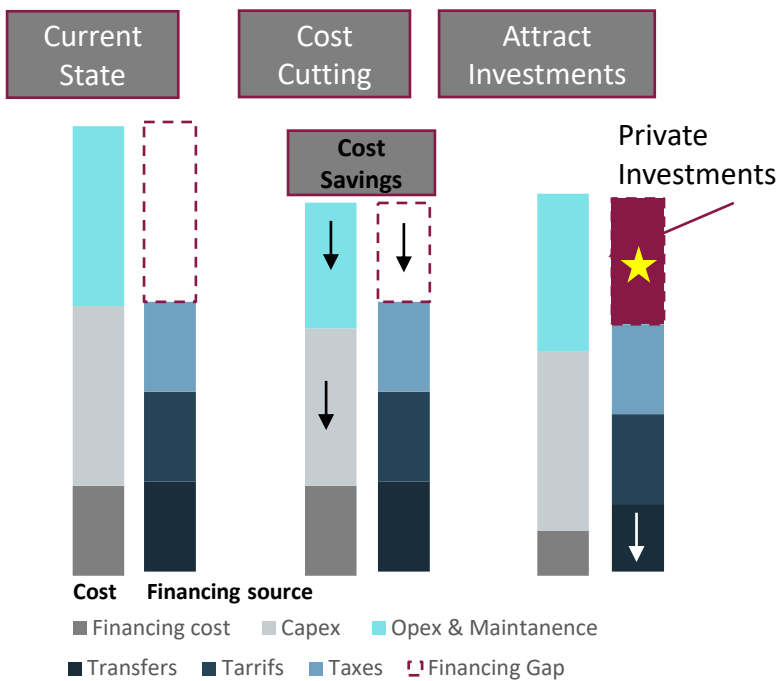 Current
State
Cost
Cutting
Attract
Investments
Cost
Savings
Private
Investments
Cost
Financing source
Financing cost
Capex
Opex & Maintanence
Transfers
Tarrifs
Taxes
Financing Gap